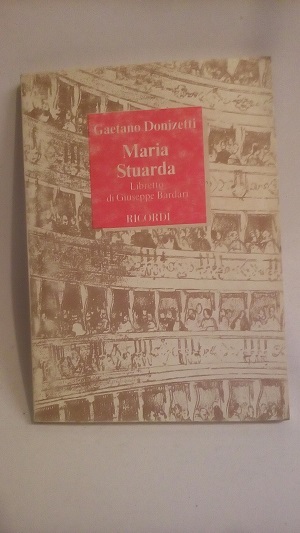 Gaetano Donizetti
Maria
Stuarda
Libretto
di Giuseppe Bardari
RICORDI